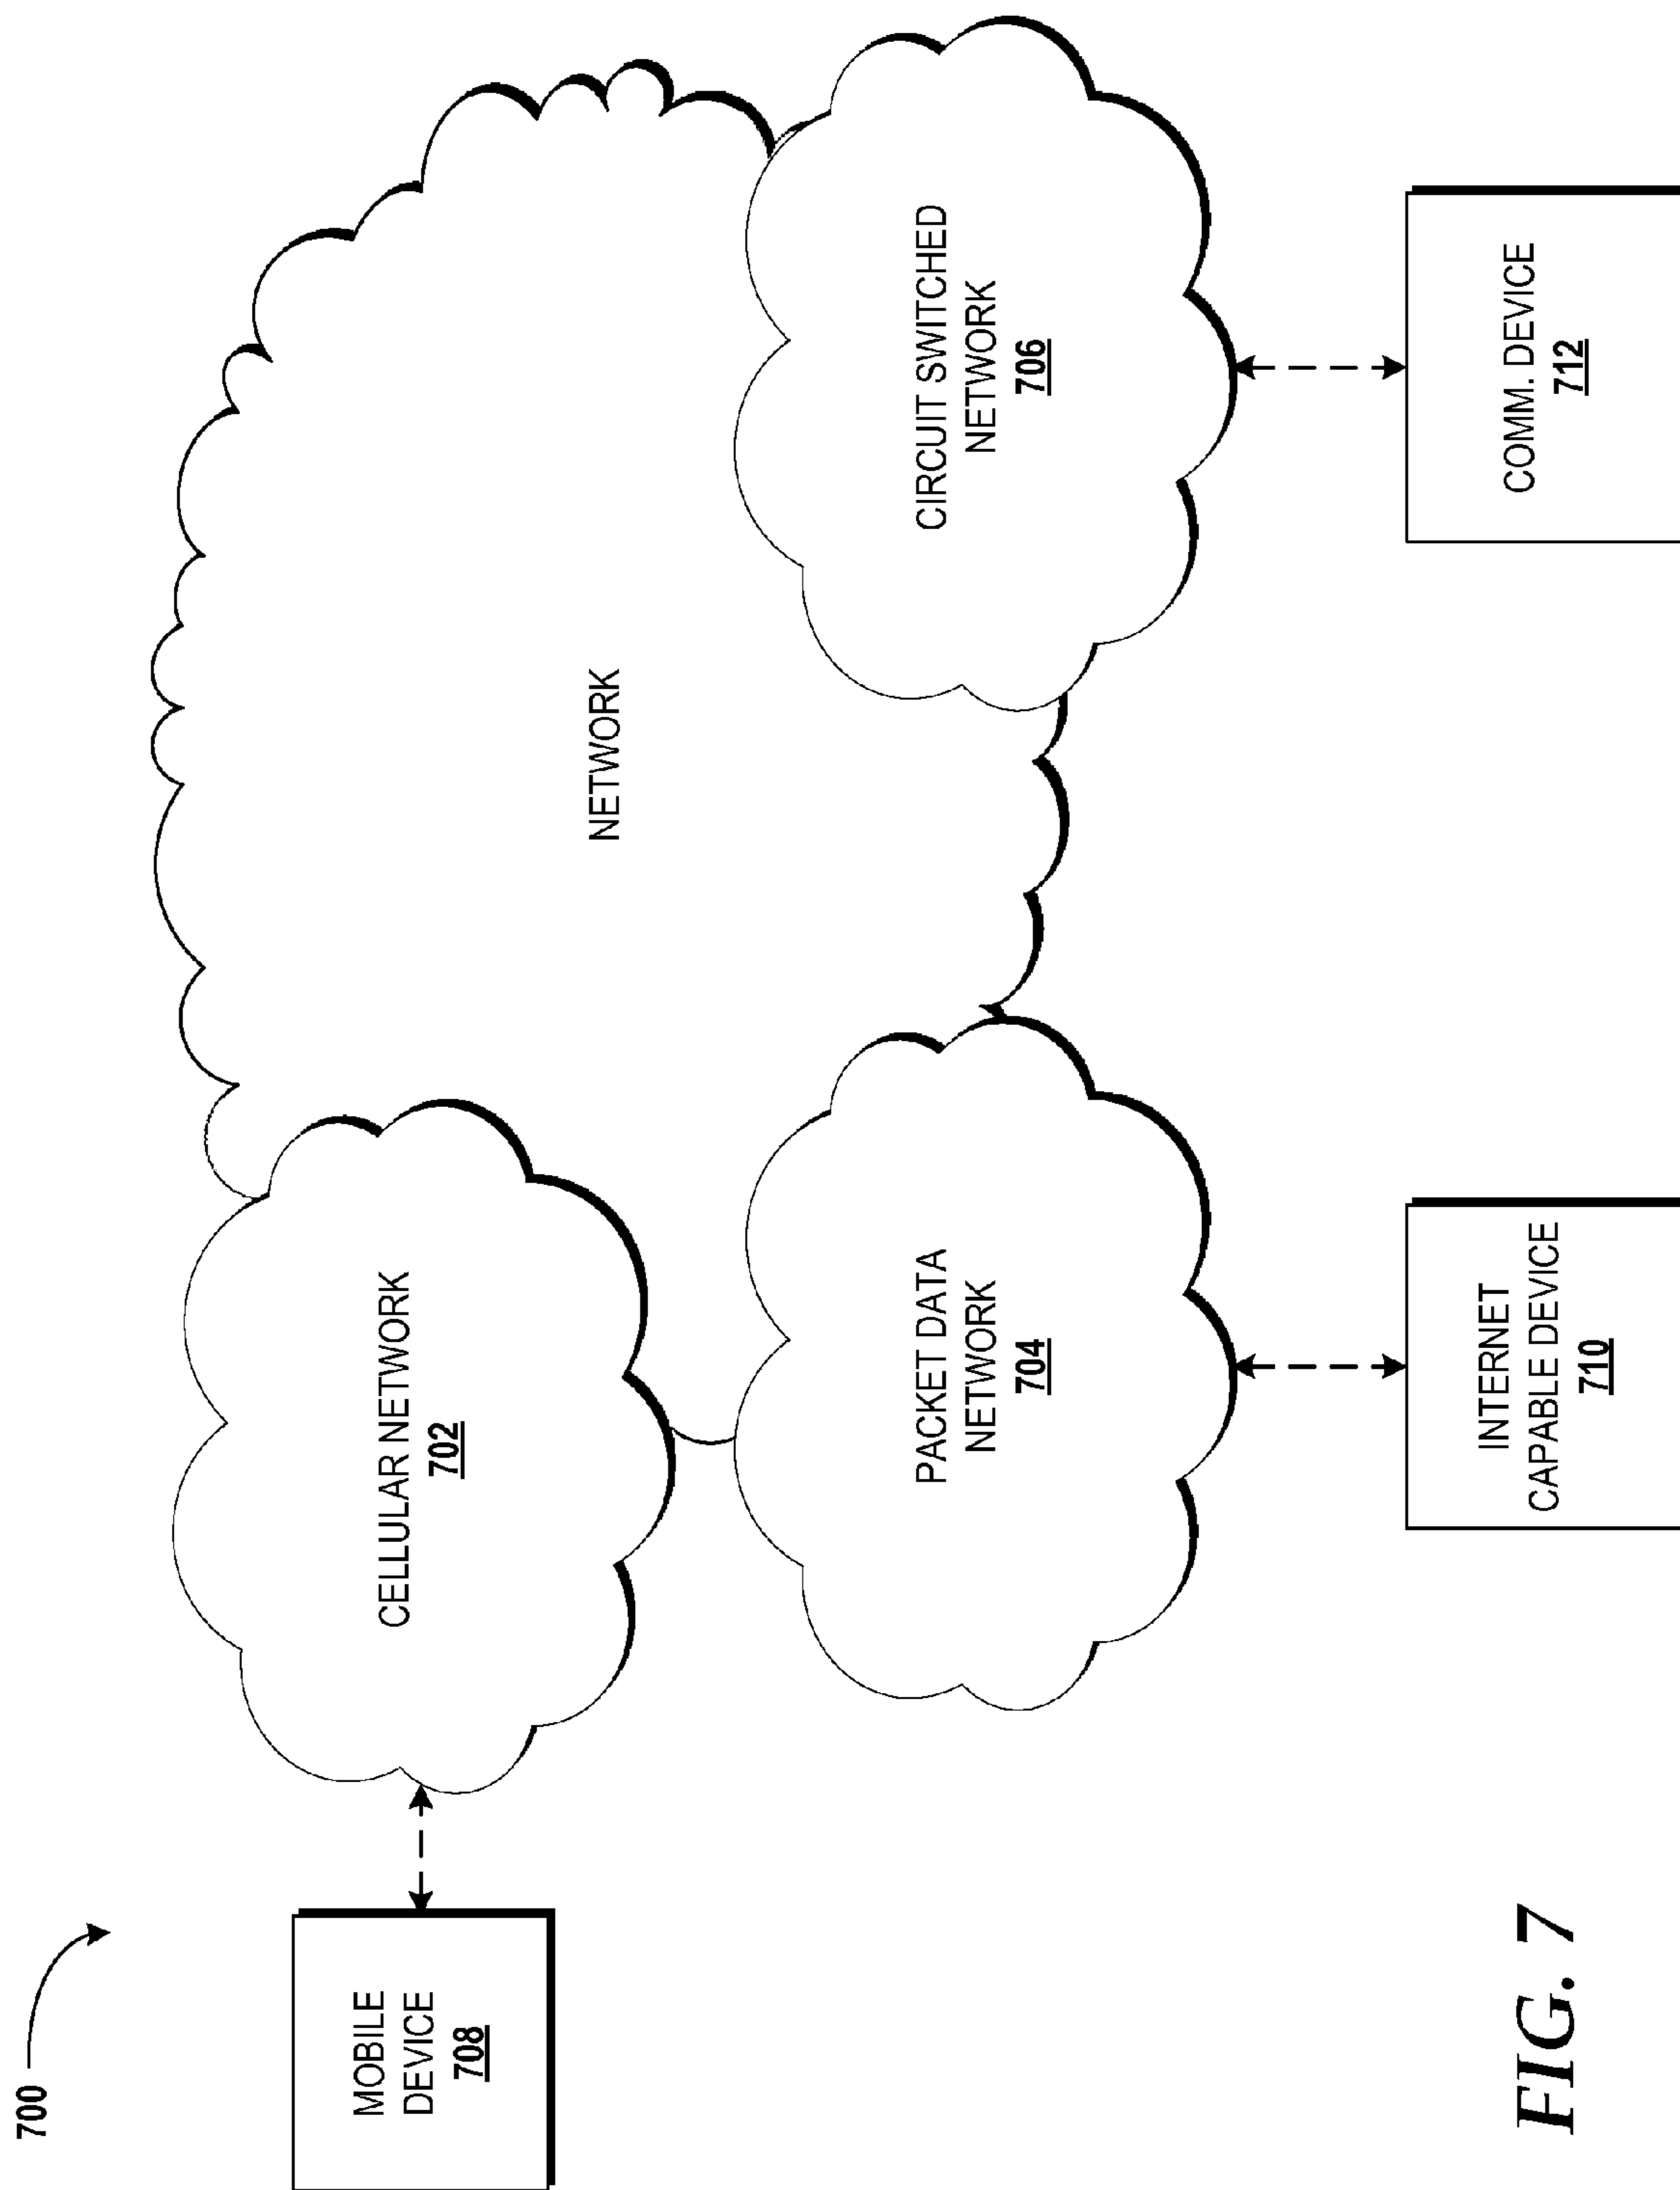 700
MOBILE
DEVICE
708
CELLULAR NETWORK
702
NETWORK
PACKET DATA
NETWORK
704
CIRCUIT SWITCHED
NETWORK
706
INTERNET
CAPABLE DEVICE
710
COMM. DEVICE
712
FIG. 7